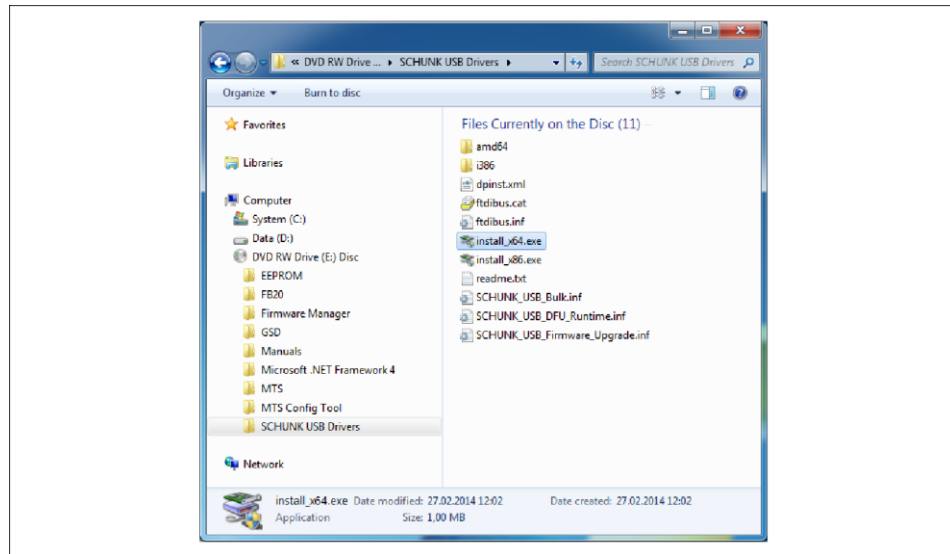 « DVD RW Drive ... ▸ SCHUNK USB Drivers ▸
Search SCHUNK USB Drivers
Organize ▾ Burn to disc
Favorites
Libraries
Computer
System (C:)
Data (D:)
DVD RW Drive (E:) Disc
EEPROM
FB20
Firmware Manager
GSD
Manuals
Microsoft .NET Framework 4
MTS
MTS Config Tool
SCHUNK USB Drivers
Network
Files Currently on the Disc (11)
amd64
i386
dpinst.xml
ftdibus.cat
ftdibus.inf
install_x64.exe
install_x86.exe
readme.txt
SCHUNK_USB_Bulk.inf
SCHUNK_USB_DFU_Runtime.inf
SCHUNK_USB_Firmware_Upgrade.inf
install_x64.exe Date modified: 27.02.2014 12:02 Date created: 27.02.2014 12:02
Application Size: 1,00 MB